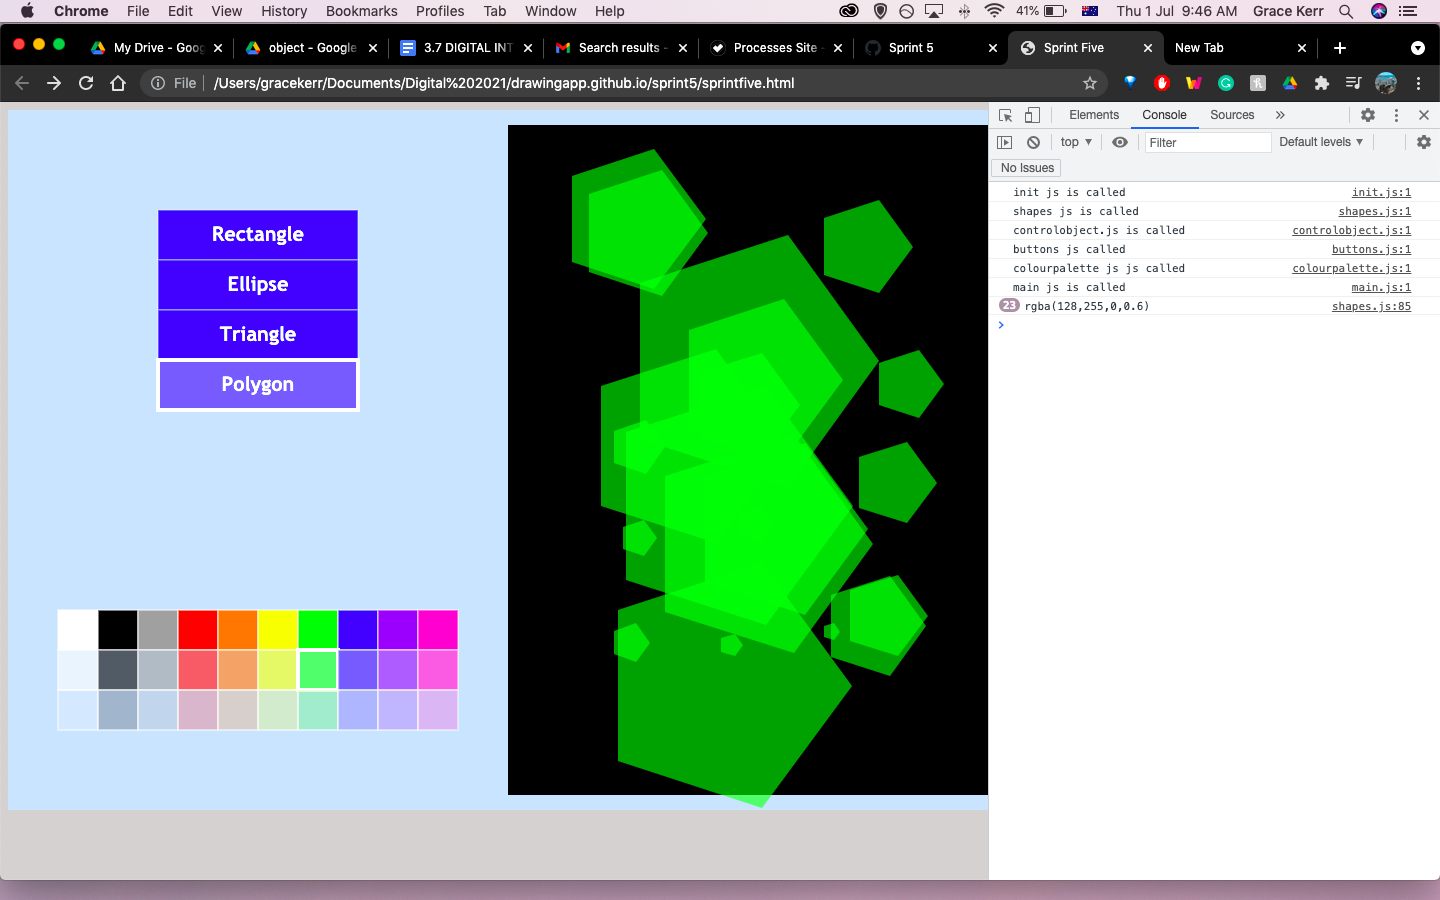 Chrome File Edit View History Bookmarks Profiles Tab Window Help 41% Thu 1 Jul 9:46 AM Grace Kerr
My Drive - Goog object - Google 3.7 DIGITAL INT Search results - Processes Site - Sprint 5 Sprint Five New Tab
File /Users/gracekerr/Documents/Digital%202021/drawingapp.github.io/sprint5/sprintfive.html
Elements Console Sources
top Filter Default levels
No Issues
init js is called init.js:1
shapes js is called shapes.js:1
controlobject.js is called controlobject.js:1
buttons js called buttons.js:1
colourpalette js js called colourpalette.js:1
main js is called main.js:1
23 rgba(128,255,0,0.6) shapes.js:85
Rectangle
Ellipse
Triangle
Polygon